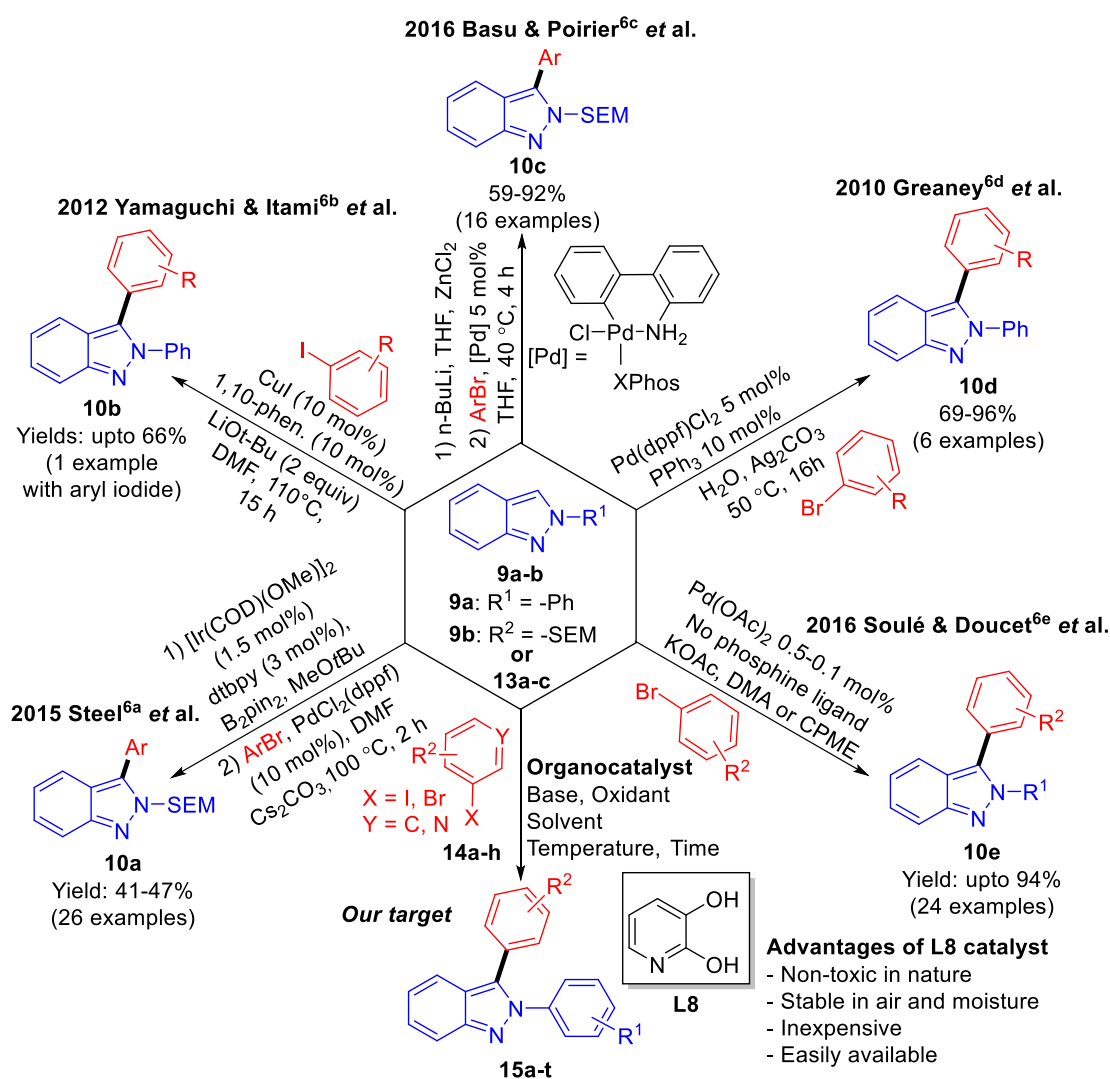 2016 Basu & Poirier6c et al.
Ar
N
SEM
N
10c
59-92%
(16 examples)
1) n-BuLi, THF, ZnCl2
2) ArBr, [Pd] 5 mol%
THF, 40 °C, 4 h
Cl
Pd
NH2
[Pd] =
XPhos
2012 Yamaguchi & Itami6b et al.
R
N
Ph
N
10b
Yields: upto 66%
(1 example
with aryl iodide)
I
R
CuI (10 mol%)
1,10-phen. (10 mol%)
LiOt-Bu (2 equiv)
DMF, 110°C,
15 h
2010 Greaney6d et al.
R
N
Ph
N
10d
69-96%
(6 examples)
Pd(dppf)Cl2 5 mol%
PPh3 10 mol%
H2O, Ag2CO3
50 °C, 16h
Br
R
N
R1
N
9a-b
9a: R1 = -Ph
9b: R2 = -SEM
or
13a-c
2015 Steel6a et al.
Ar
N
SEM
N
10a
Yield: 41-47%
(26 examples)
1) [Ir(COD)(OMe)]2
(1.5 mol%)
dtbpy (3 mol%),
B2pin2, MeOtBu
2) ArBr, PdCl2(dppf)
(10 mol%), DMF
Cs2CO3,100 °C, 2 h
2016 Soulé & Doucet6e et al.
R2
N
R1
N
10e
Yield: upto 94%
(24 examples)
Pd(OAc)2 0.5-0.1 mol%
No phosphine ligand
KOAc, DMA or CPME
Br
R2
R2
Y
X
X = I, Br
Y = C, N
14a-h
Organocatalyst
Base, Oxidant
Solvent
Temperature, Time
Our target
R2
N
N
R1
15a-t
OH
N
OH
L8
Advantages of L8 catalyst
- Non-toxic in nature
- Stable in air and moisture
- Inexpensive
- Easily available